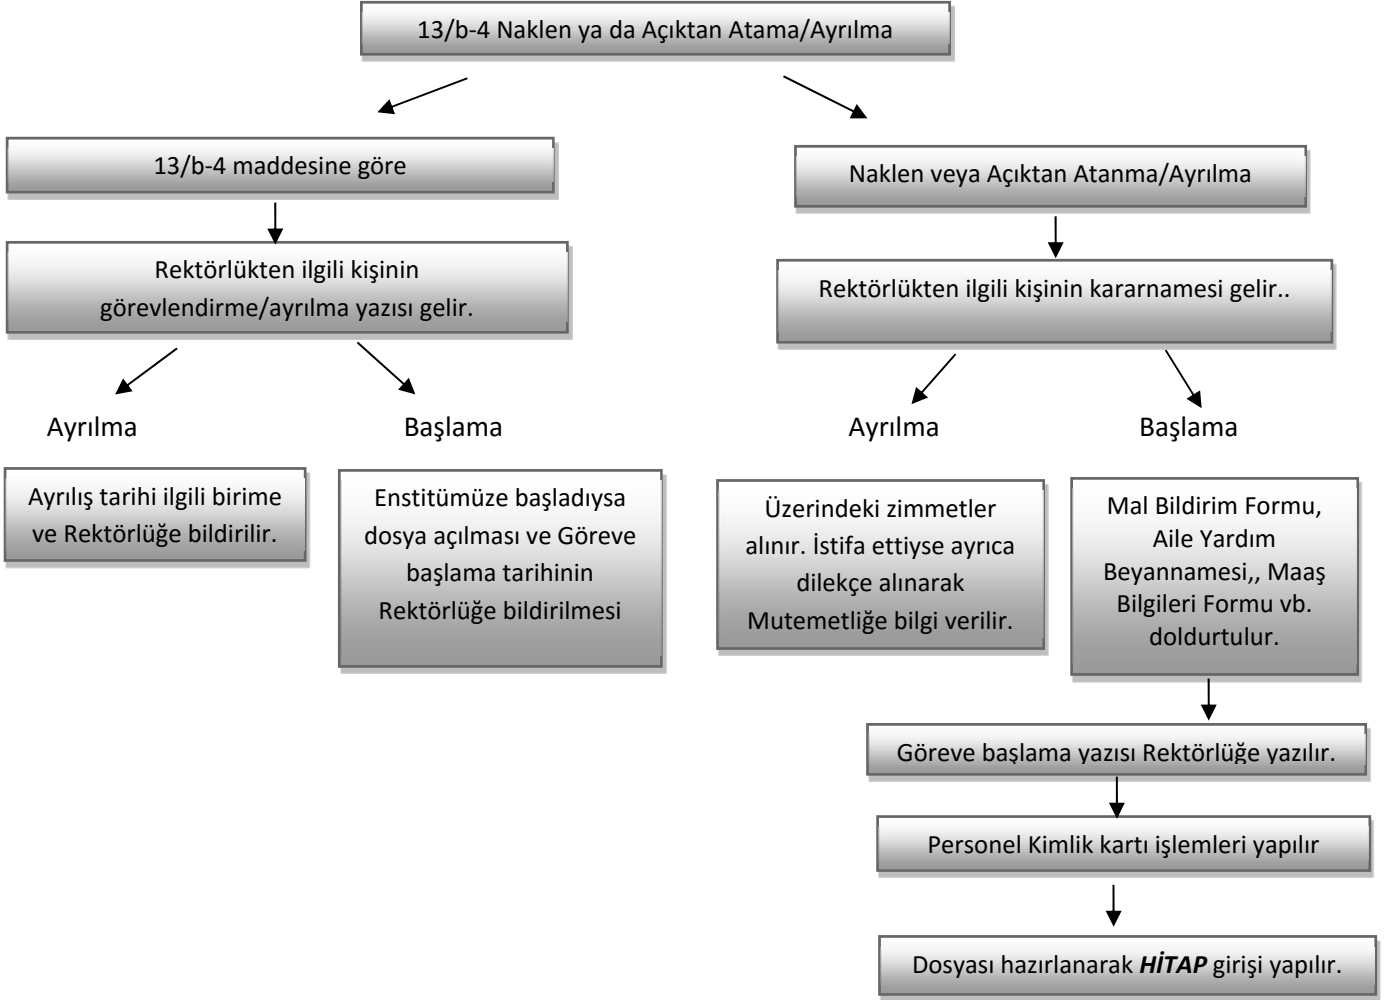 13/b-4 Naklen ya da Açıktan Atama/Ayrılma
13/b-4 maddesine göre
Naklen veya Açıktan Atanma/Ayrılma
Rektörlükten ilgili kişinin
görevlendirme/ayrılma yazısı gelir.
Rektörlükten ilgili kişinin kararnamesi gelir..
Ayrılma
Başlama
Ayrılma
Başlama
Ayrılış tarihi ilgili birime
ve Rektörlüğe bildirilir.
Enstitümüze başladıysa
dosya açılması ve Göreve
başlama tarihinin
Rektörlüğe bildirilmesi
Üzerindeki zimmetler
alınır. İstifa ettiyse ayrıca
dilekçe alınarak
Mutemetliğe bilgi verilir.
Mal Bildirim Formu,
Aile Yardım
Beyannamesi,, Maaş
Bilgileri Formu vb.
doldurtulur.
Göreve başlama yazısı Rektörlüğe yazılır.
Personel Kimlik kartı işlemleri yapılır
Dosyası hazırlanarak HİTAP girişi yapılır.